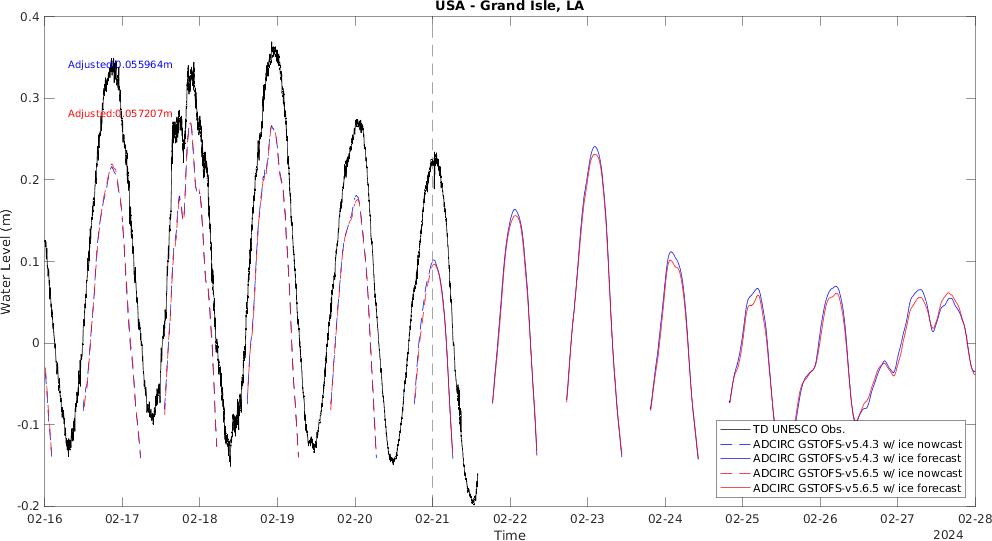 USA - Grand Isle, LA
0.4
0.3
0.2
0.1
0
-0.1
-0.2
Water Level (m)
Adjusted:0.055964m
Adjusted:0.057207m
TD UNESCO Obs.
ADCIRC GSTOFS-v5.4.3 w/ ice nowcast
ADCIRC GSTOFS-v5.4.3 w/ ice forecast
ADCIRC GSTOFS-v5.6.5 w/ ice nowcast
ADCIRC GSTOFS-v5.6.5 w/ ice forecast
02-16 02-17 02-18 02-19 02-20 02-21 02-22 02-23 02-24 02-25 02-26 02-27 02-28
Time
2024